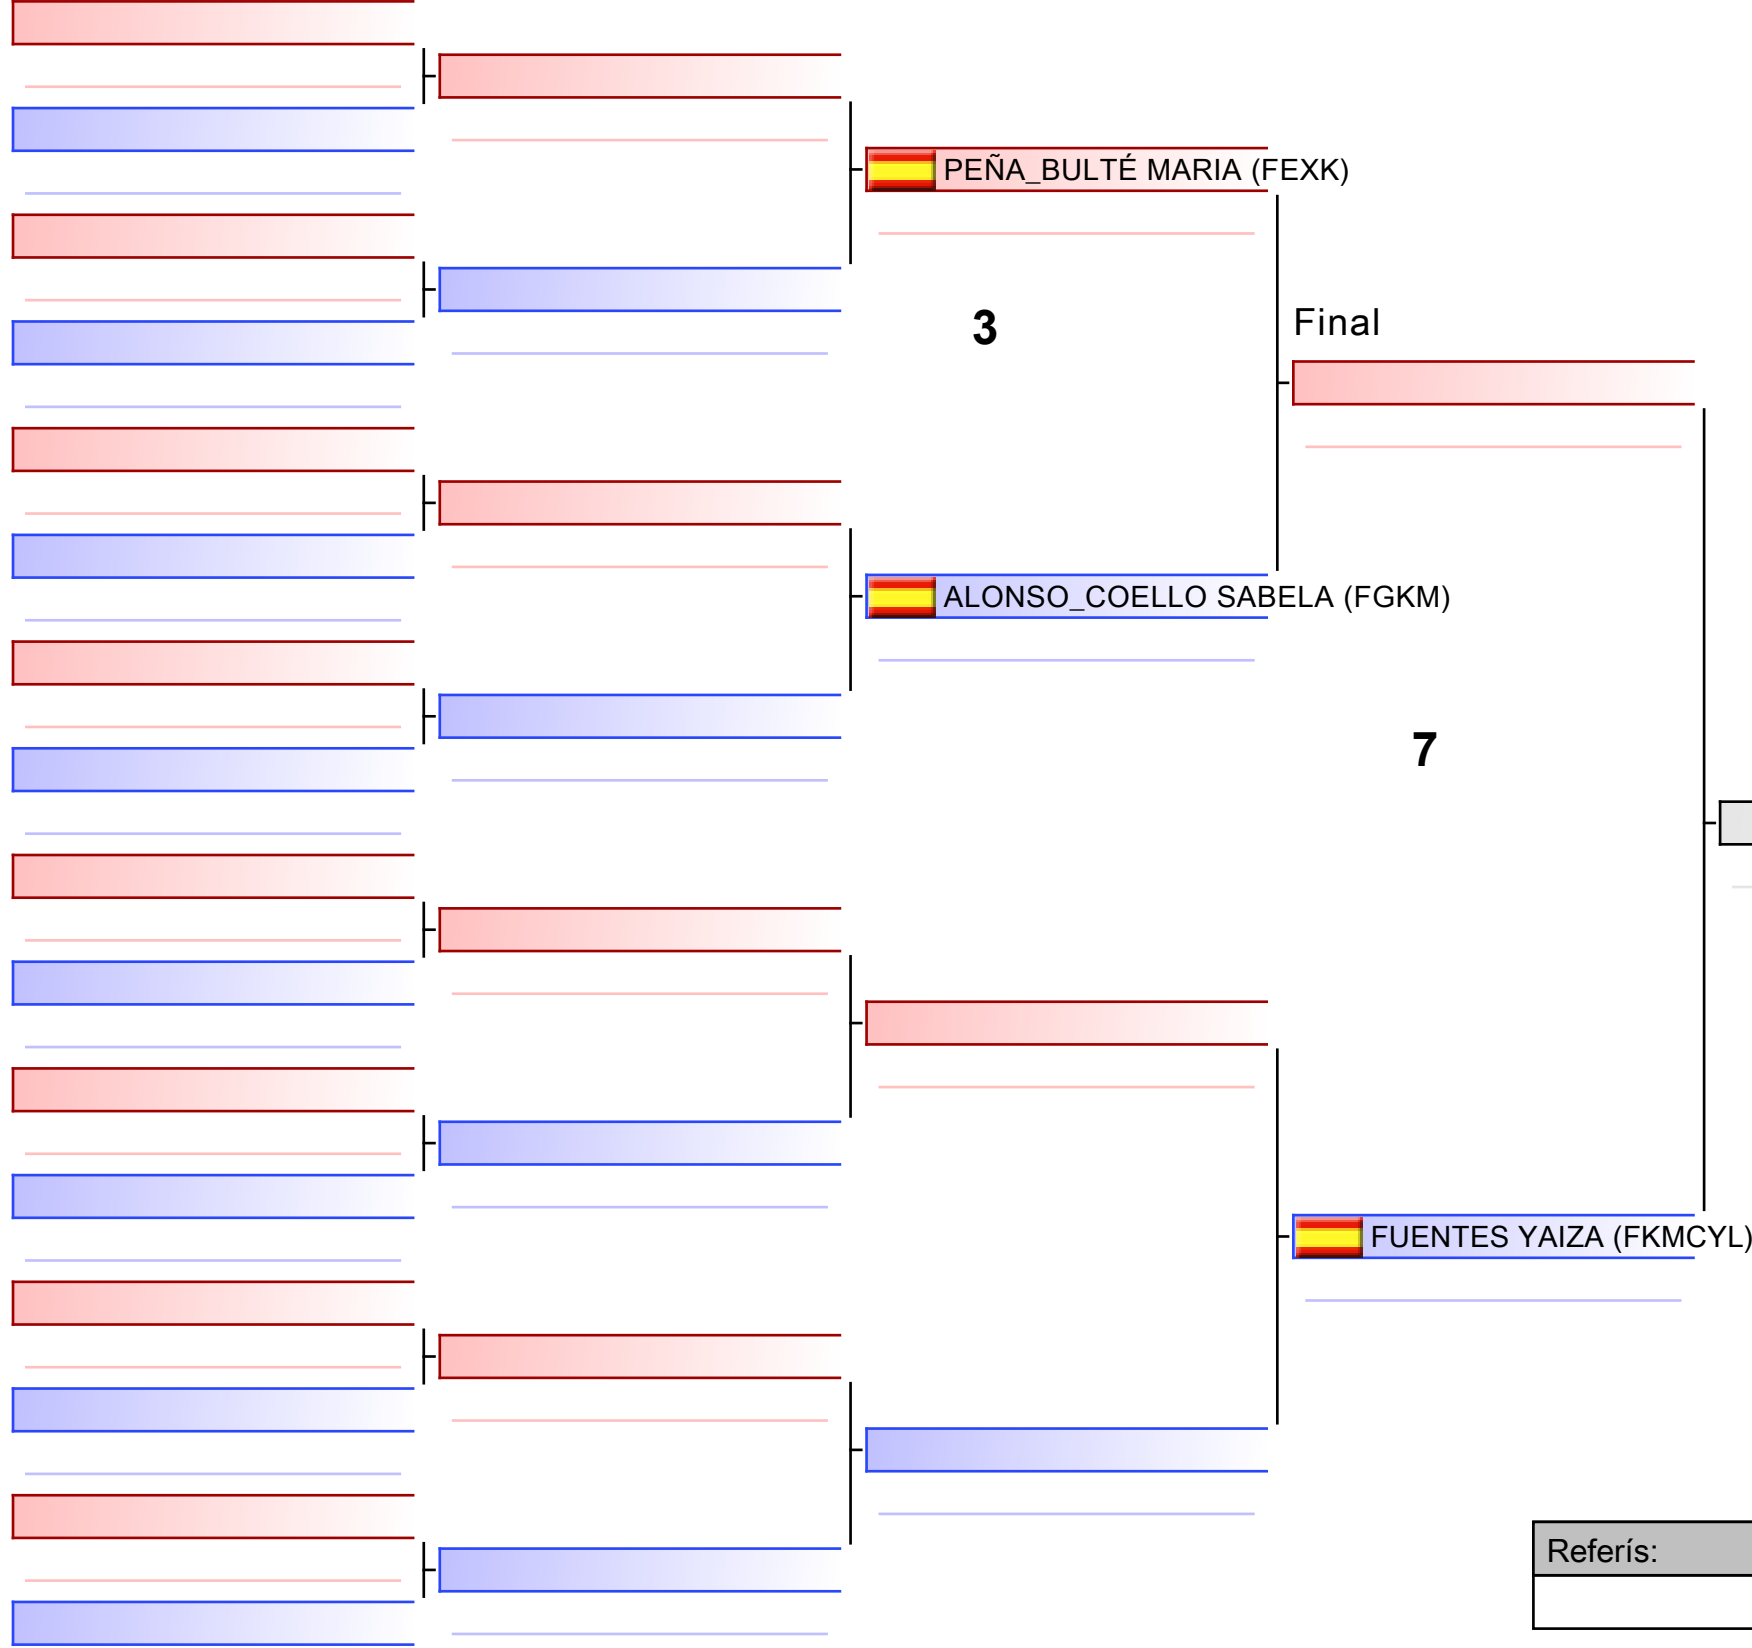 PEÑA_BULTÉ MARIA (FEXK)
3
Final
ALONSO_COELLO SABELA (FGKM)
7
FUENTES YAIZA (FKMCYL)
Referís: